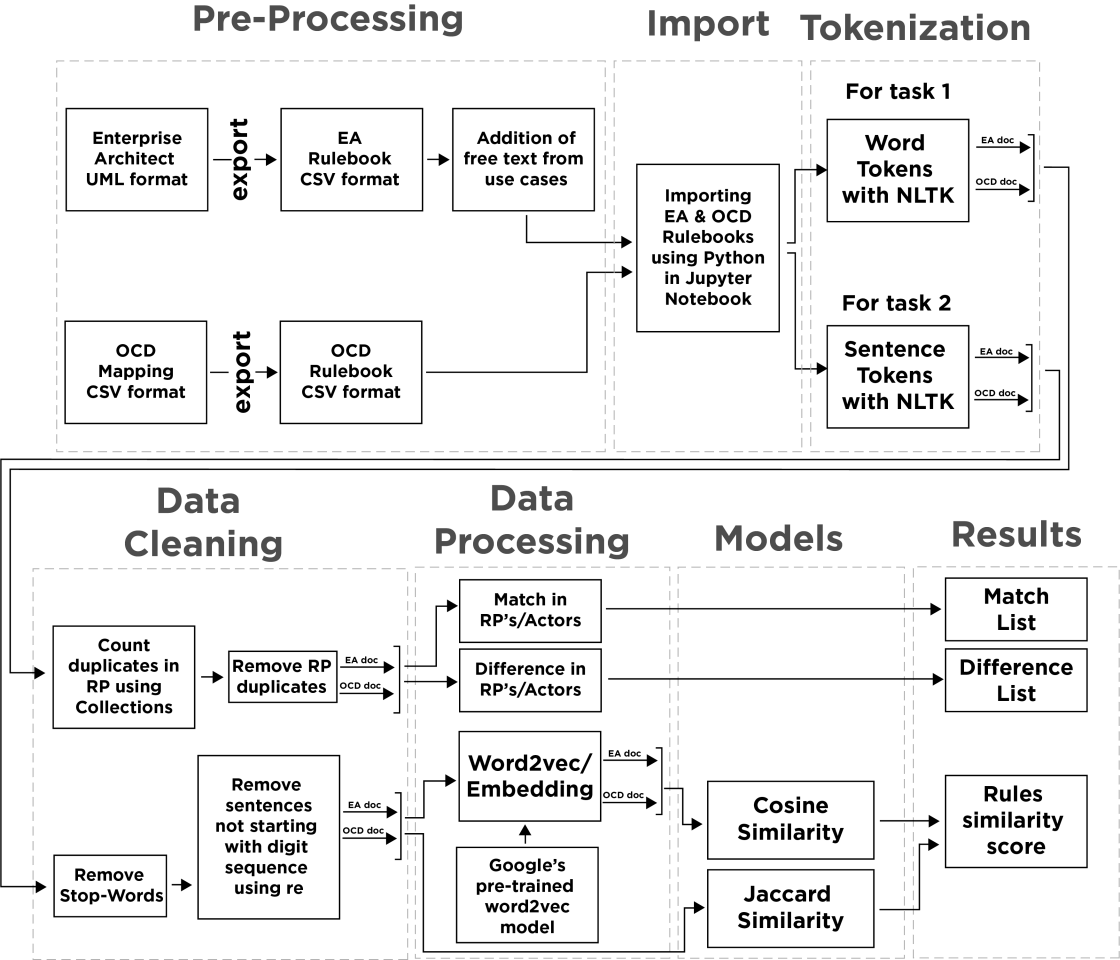 Pre-Processing
Import
Tokenization
Enterprise
Architect
UML format
export
EA
Rulebook
CSV format
Addition of
free text from
use cases
OCD
Mapping
CSV format
export
OCD
Rulebook
CSV format
Importing
EA & OCD
Rulebooks
using Python
in Jupyter
Notebook
For task 1
Word
Tokens
with NLTK
EA doc
OCD doc
For task 2
Sentence
Tokens
with NLTK
EA doc
OCD doc
Data
Cleaning
Data
Processing
Models
Results
Count
duplicates in
RP using
Collections
Remove RP
duplicates
EA doc
OCD doc
Match in
RP's/Actors
Difference in
RP's/Actors
Match
List
Difference
List
Remove
Stop-Words
Remove
sentences
not starting
with digit
sequence
using re
EA doc
OCD doc
Word2vec/
Embedding
EA doc
OCD doc
Google's
pre-trained
word2vec
model
Cosine
Similarity
Jaccard
Similarity
Rules
similarity
score